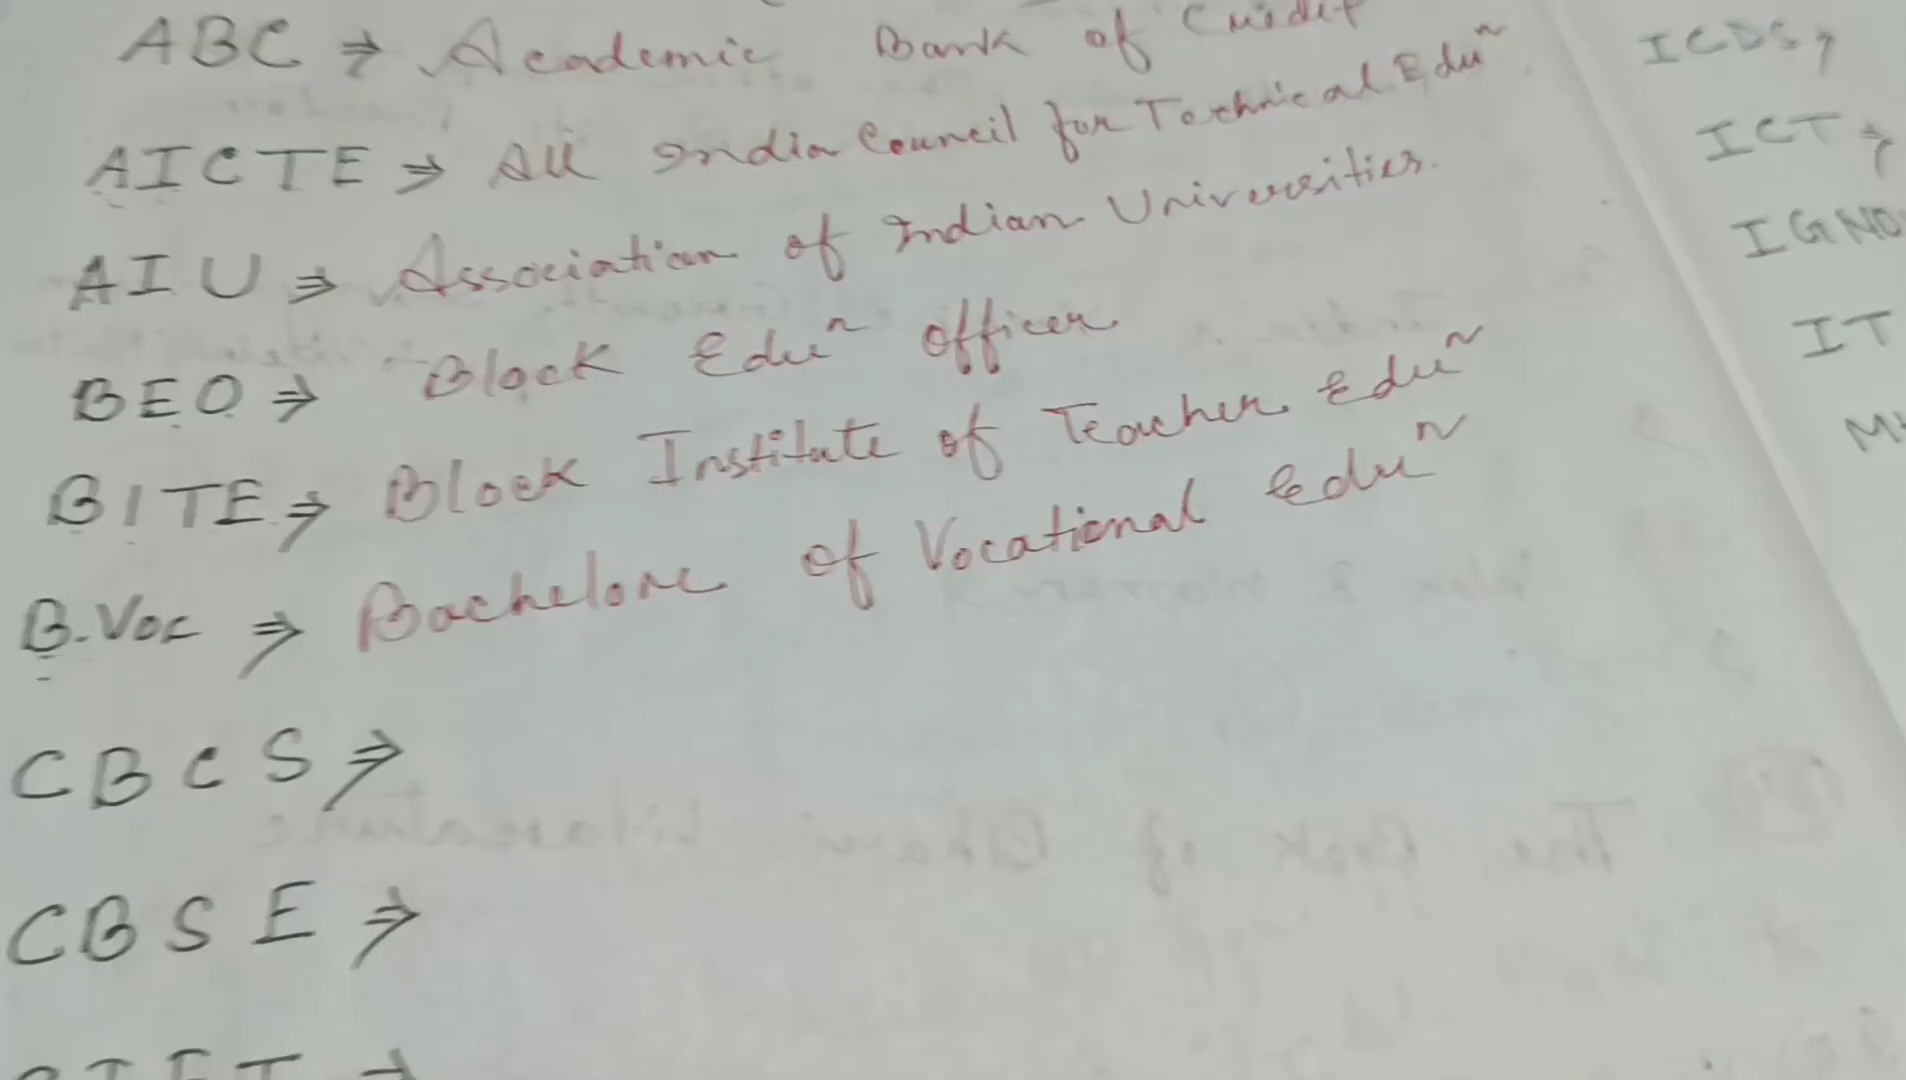 ABC ⇒ Academic Bank of Credit
AICTE ⇒ All India Council for Technical Eduⁿ
AIU ⇒ Association of Indian Universities.
BEO ⇒ Block Eduⁿ officer
BITE ⇒ Block Institute of Teacher Eduⁿ
B.Voc ⇒ Bachelore of Vocational Eduⁿ
CBCS ⇒
CBSE ⇒
ICDS ⇒
ICT ⇒
IGNO
IT